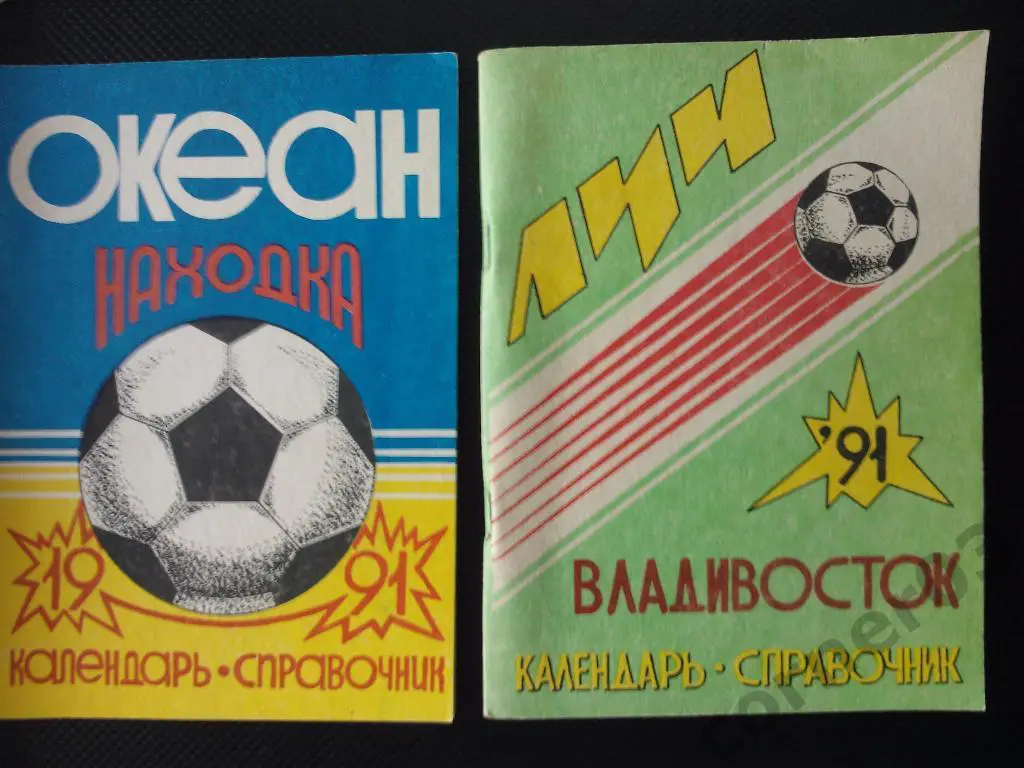 ОКЕАН
НАХОДКА
19 91
КАЛЕНДАРЬ • СПРАВОЧНИК
ЛУЧ
'91
ВЛАДИВОСТОК
КАЛЕНДАРЬ • СПРАВОЧНИК